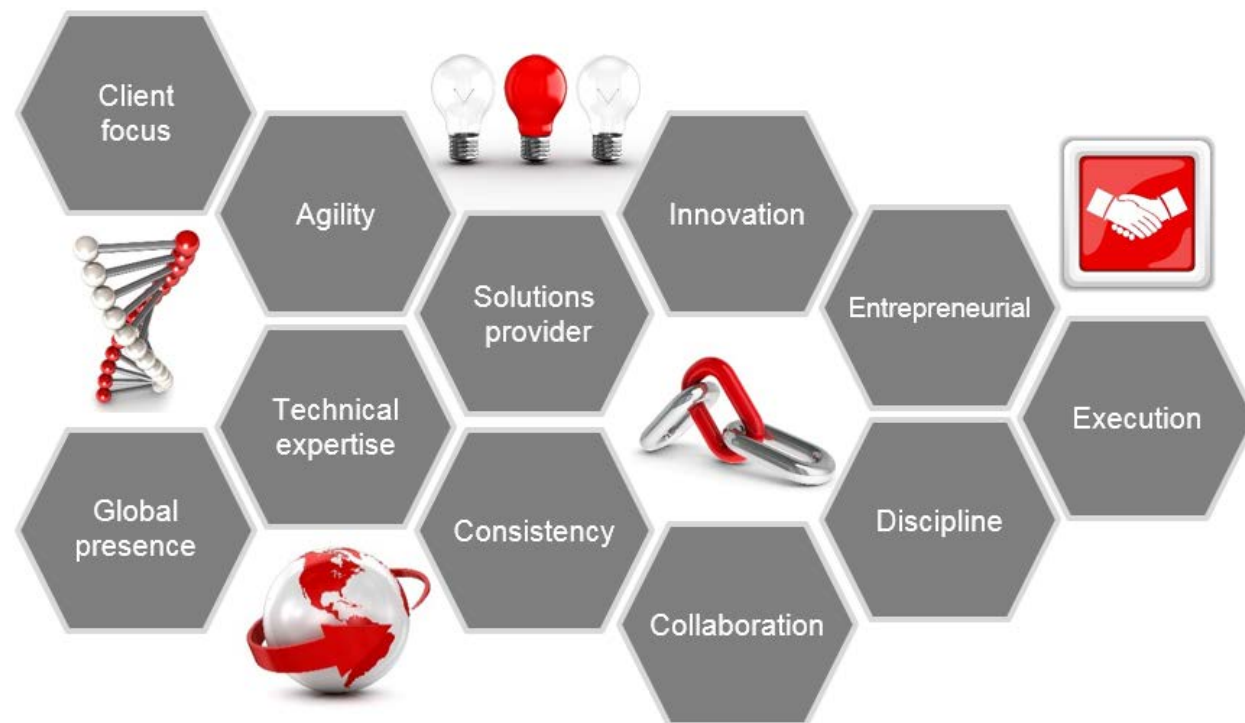 Client
focus
Agility
Innovation
Solutions
provider
Entrepreneurial
Technical
expertise
Execution
Global
presence
Consistency
Discipline
Collaboration